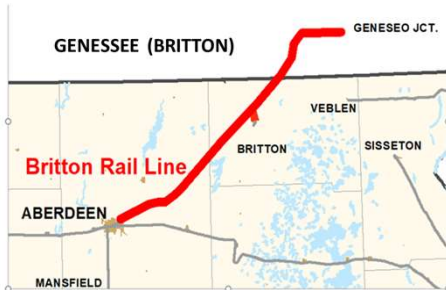 GENESSEE (BRITTON)
GENESEO JCT.
VEBLEN
BRITTON
SISSETON
Britton Rail Line
ABERDEEN
MANSFIELD